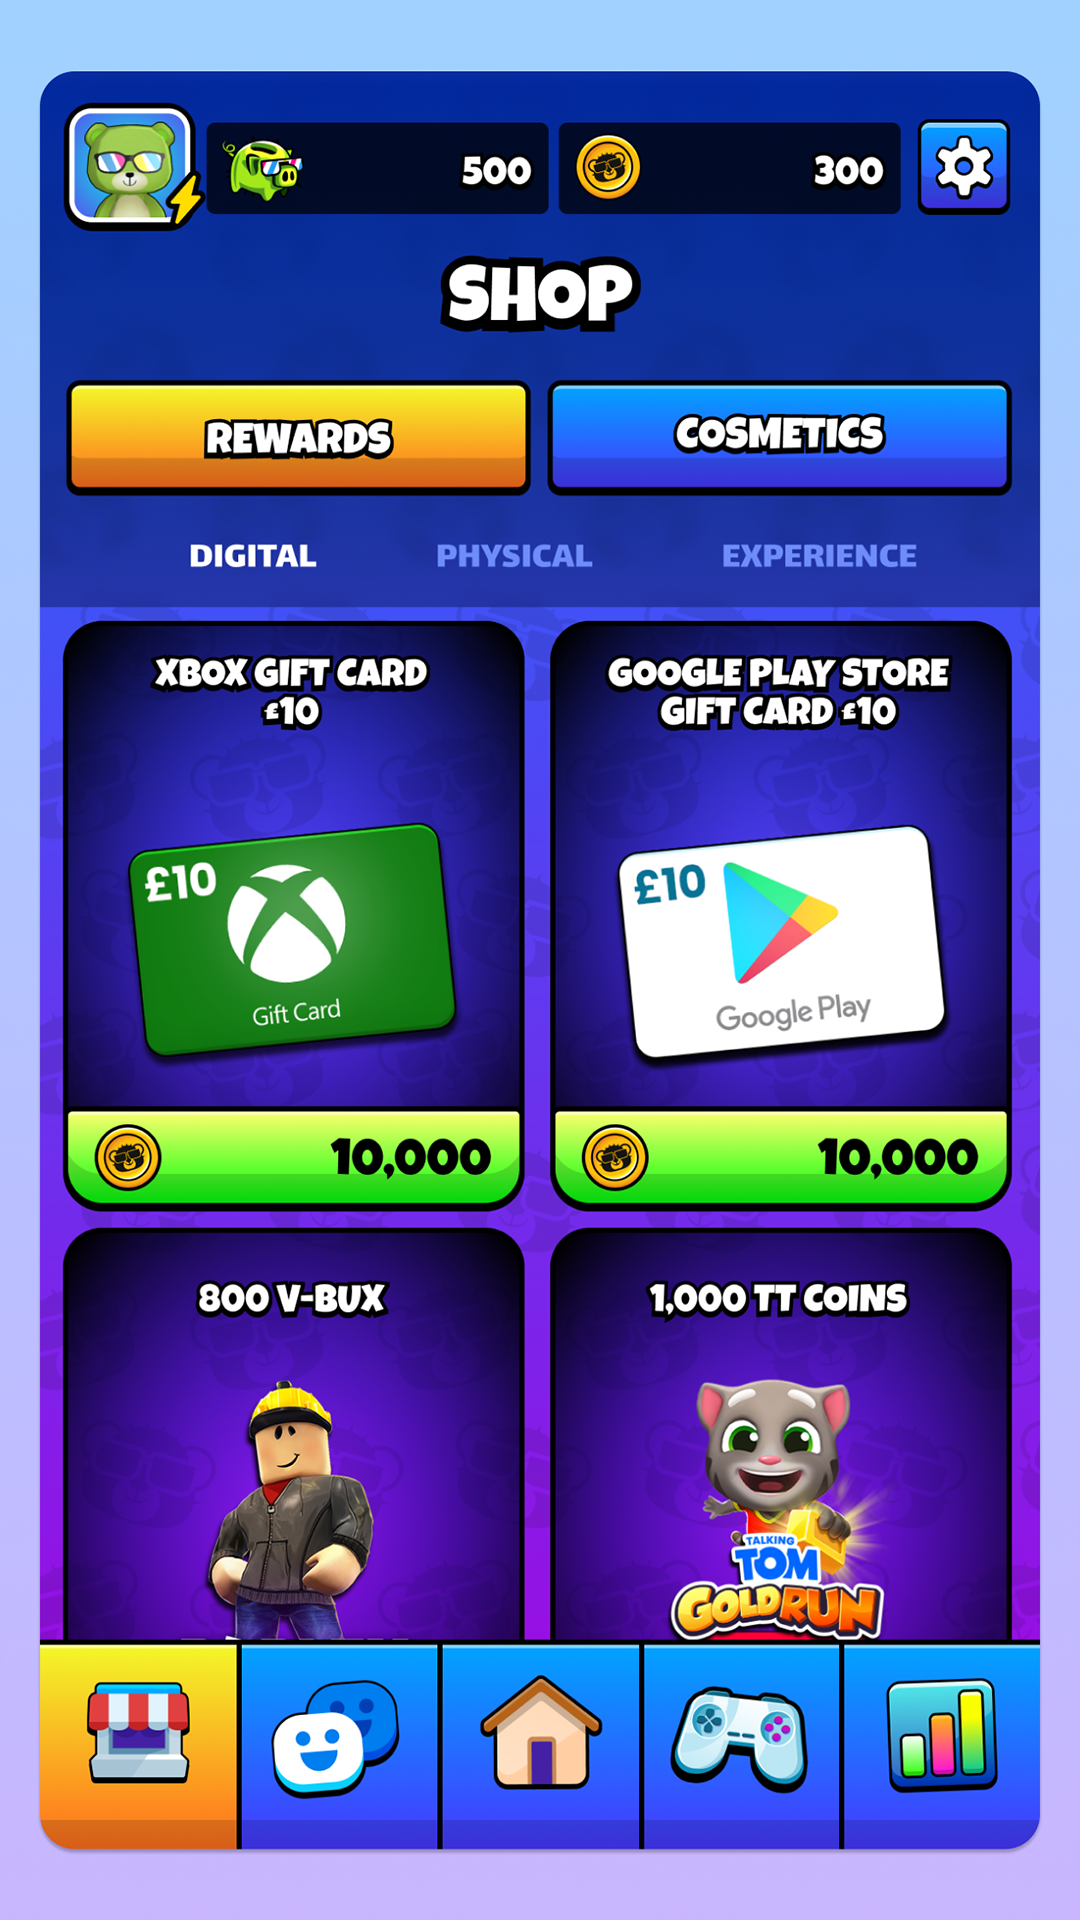 500
300
SHOP
REWARDS
COSMETICS
DIGITAL
PHYSICAL
EXPERIENCE
XBOX GIFT CARD
£10
GOOGLE PLAY STORE
GIFT CARD £10
£10
Gift Card
£10
Google Play
10,000
10,000
800 V-BUX
1,000 TT COINS
TALKING
TOM
GOLD RUN